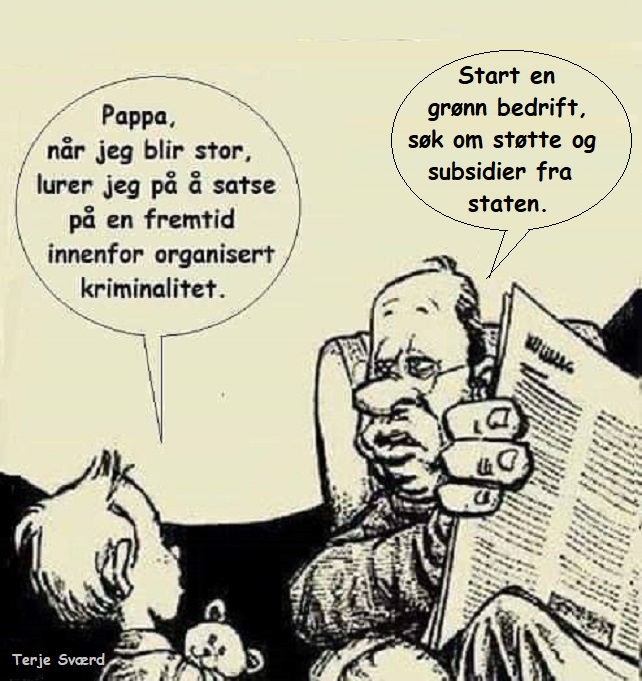 Pappa,
når jeg blir stor,
lurer jeg på å satse
på en fremtid
innenfor organisert
kriminalitet.
Start en
grønn bedrift,
søk om støtte og
subsidier fra
staten.
Terje Sværd